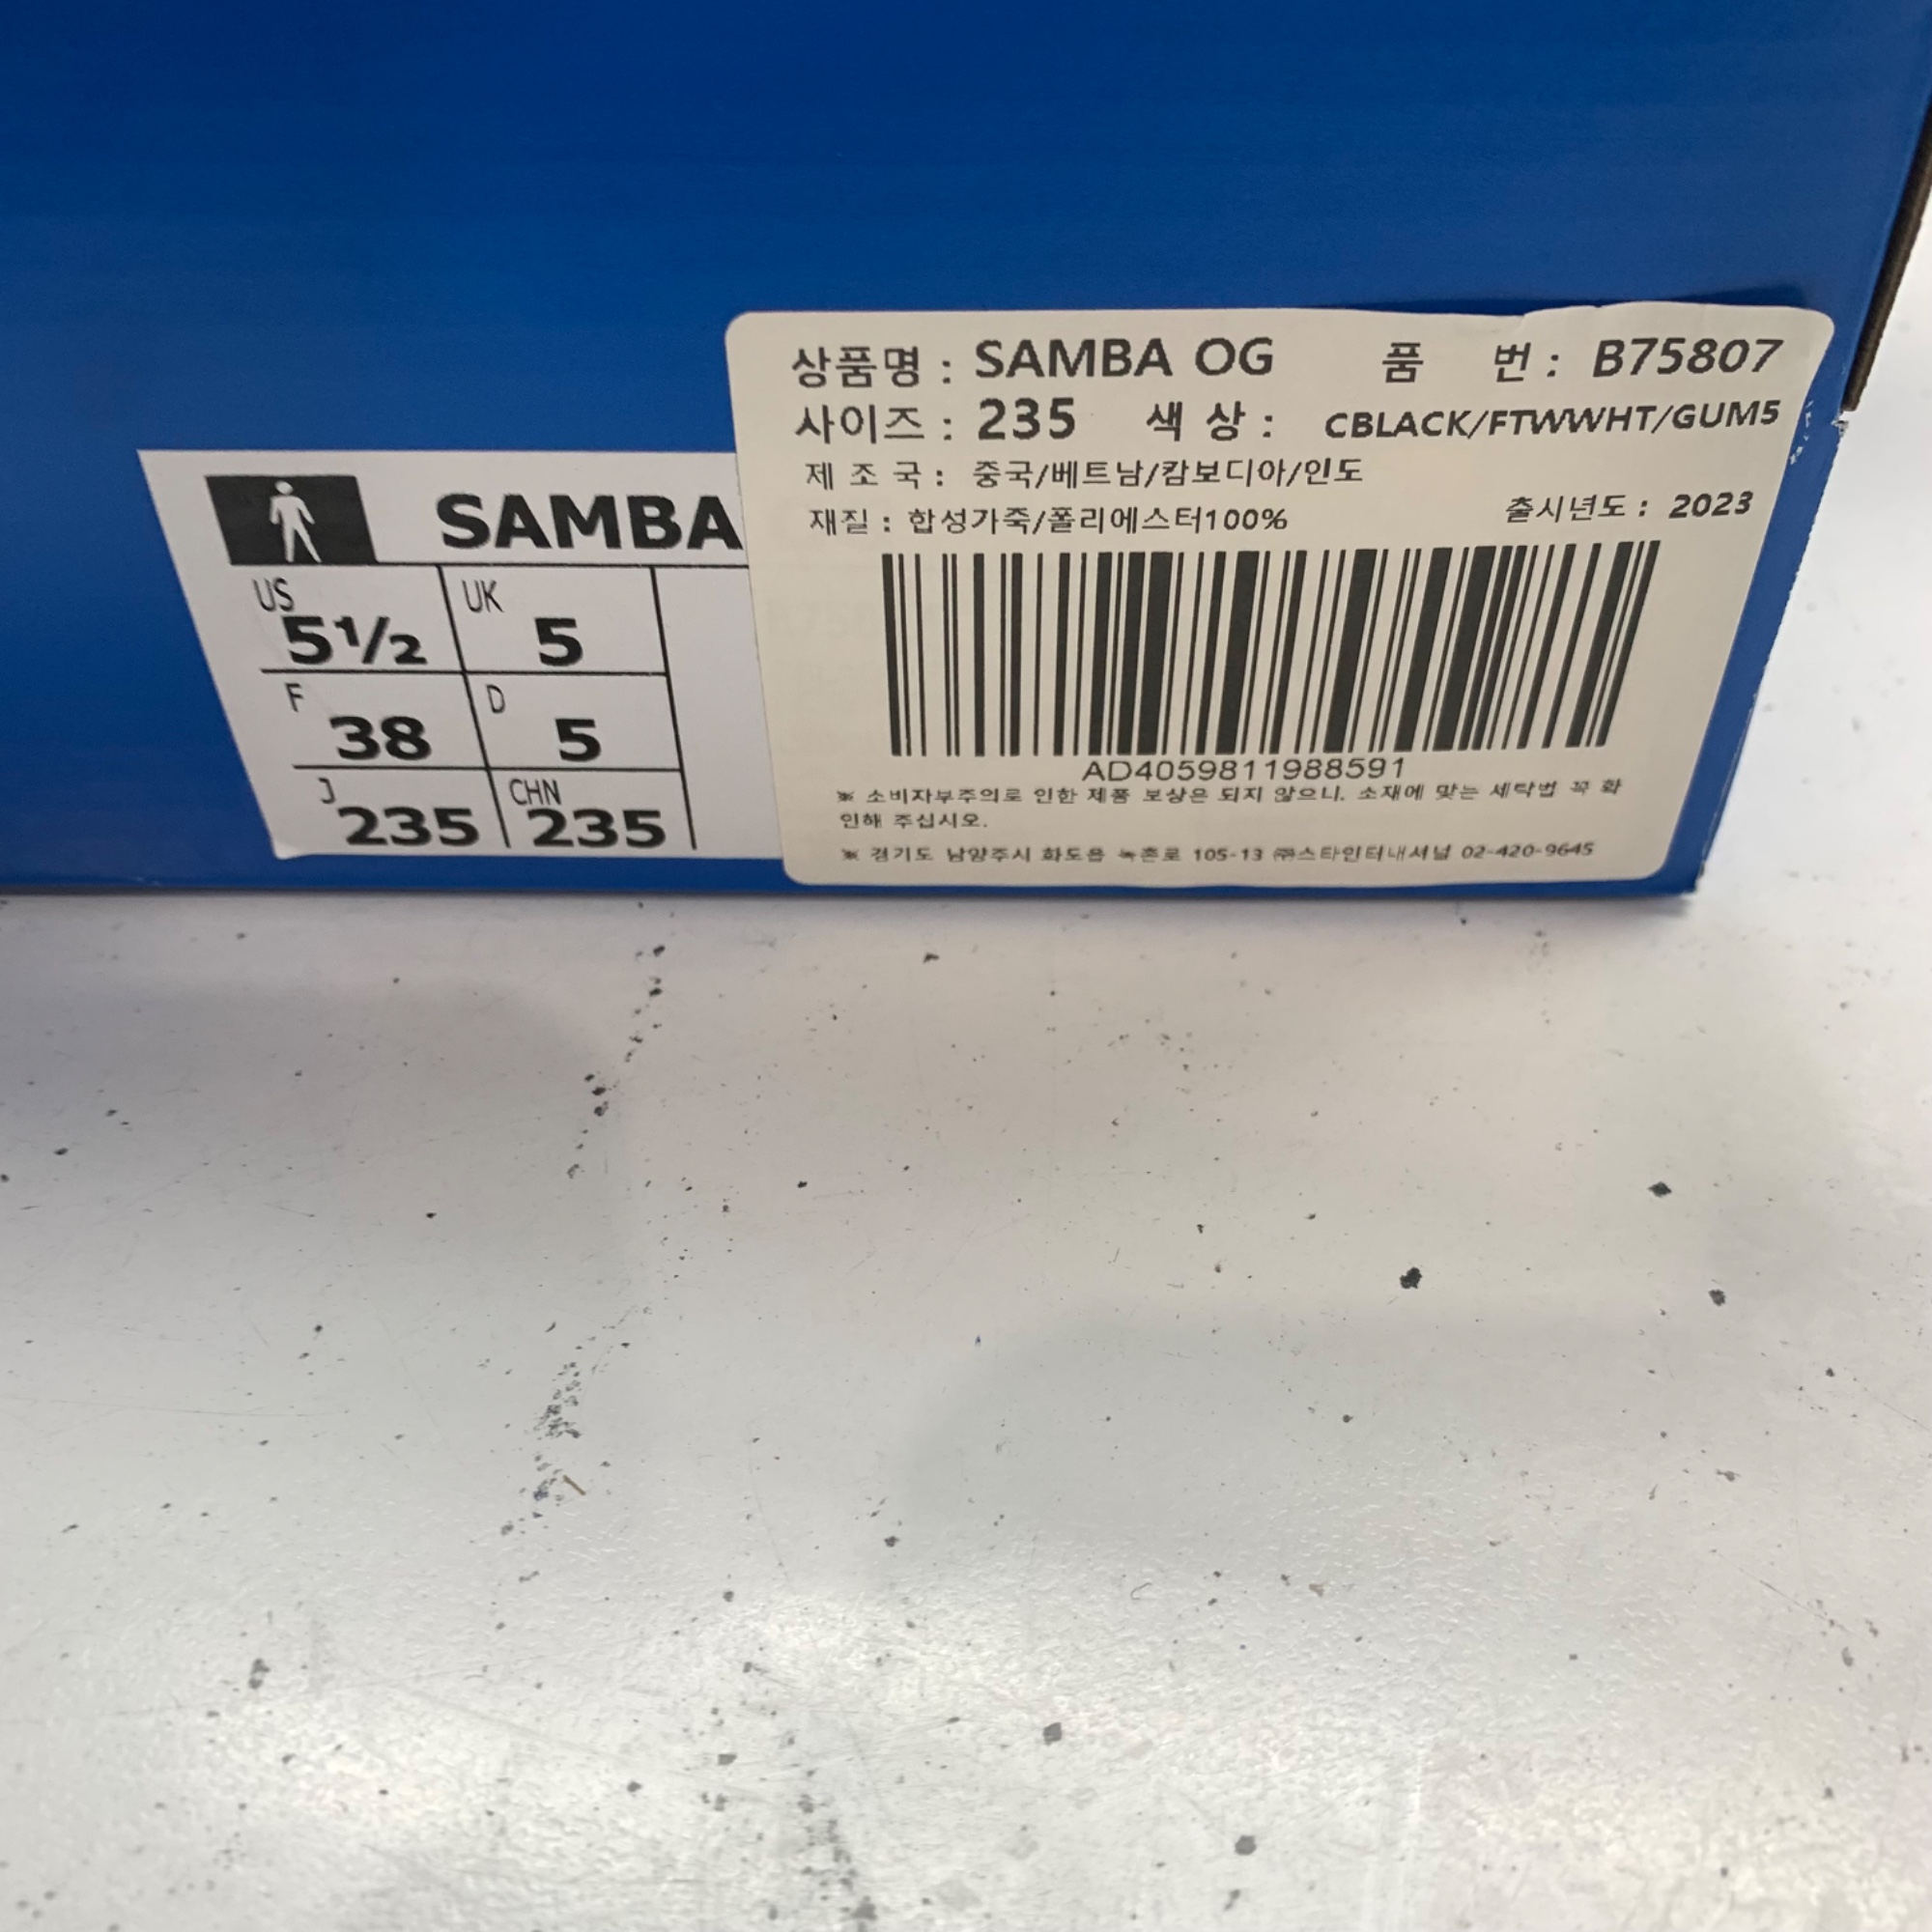 상품명 : SAMBA OG 품 번 : B75807
사이즈 : 235 색 상 : CBLACK/FTWWHT/GUM5
제 조 국 : 중국/베트남/캄보디아/인도
재질 : 합성가죽/폴리에스터100% 출시년도 : 2023
AD4059811988591
※ 소비자부주의로 인한 제품 보상은 되지 않으니, 소재에 맞는 세탁법 꼭 확
인해 주십시오.
※ 경기도 남양주시 화도읍 녹촌로 105-13 ㈜스타인터내셔널 02-420-9645
SAMBA
US 5½ UK 5
F 38 D 5
J 235 CHN 235